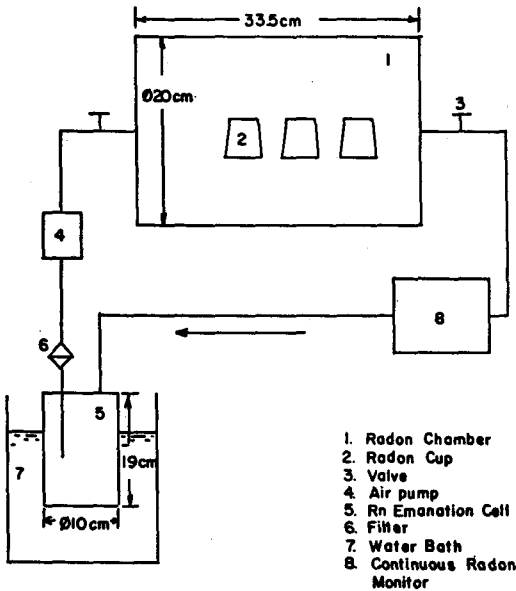 33.5cm
1
Ø20cm
3
2
4
8
6
5
7
19cm
Ø10cm
1. Radon Chamber
2. Radon Cup
3. Valve
4. Air pump
5. Rn Emanation Cell
6. Filter
7. Water Bath
8. Continuous Radon
Monitor